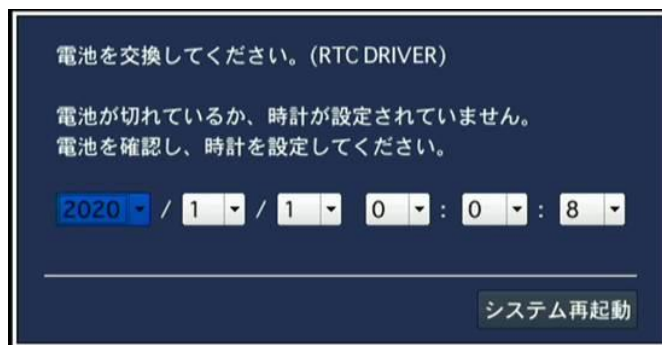 電池を交換してください。(RTC DRIVER)
電池が切れているか、時計が設定されていません。
電池を確認し、時計を設定してください。
2020 / 1 / 1 0 : 0 : 8
システム再起動